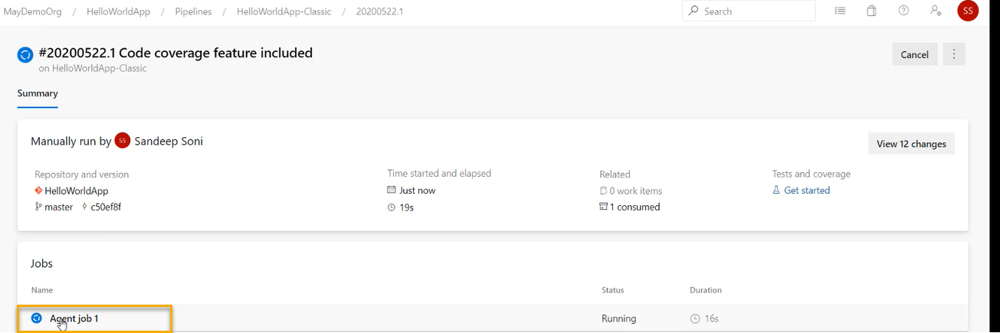 MayDemoOrg / HelloWorldApp / Pipelines / HelloWorldApp-Classic / 20200522.1 Search SS
#20200522.1 Code coverage feature included
on HelloWorldApp-Classic
Cancel
Summary
Manually run by SS Sandeep Soni
View 12 changes
Repository and version Time started and elapsed Related Tests and coverage
HelloWorldApp Just now 0 work items Get started
master c50ef8f 19s 1 consumed
Jobs
Name Status Duration
Agent job 1 Running 16s